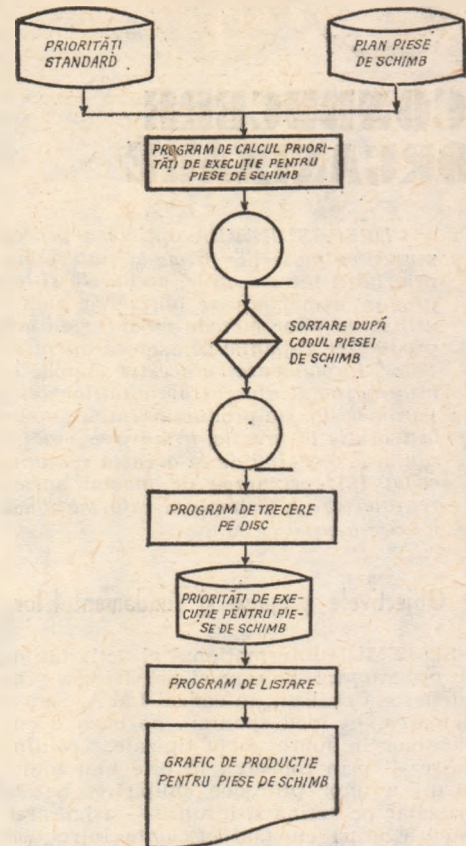 PRIORITĂȚI
STANDARD
PLAN PIESE
DE SCHIMB
PROGRAM DE CALCUL PRIORI-
TĂȚI DE EXECUȚIE PENTRU
PIESE DE SCHIMB
SORTARE DUPĂ
CODUL PIESEI
DE SCHIMB
PROGRAM DE TRECERE
PE DISC
PRIORITĂȚI DE EXE-
CUȚIE PENTRU PIE-
SE DE SCHIMB
PROGRAM DE LISTARE
GRAFIC DE PRODUCȚIE
PENTRU PIESE DE SCHIMB